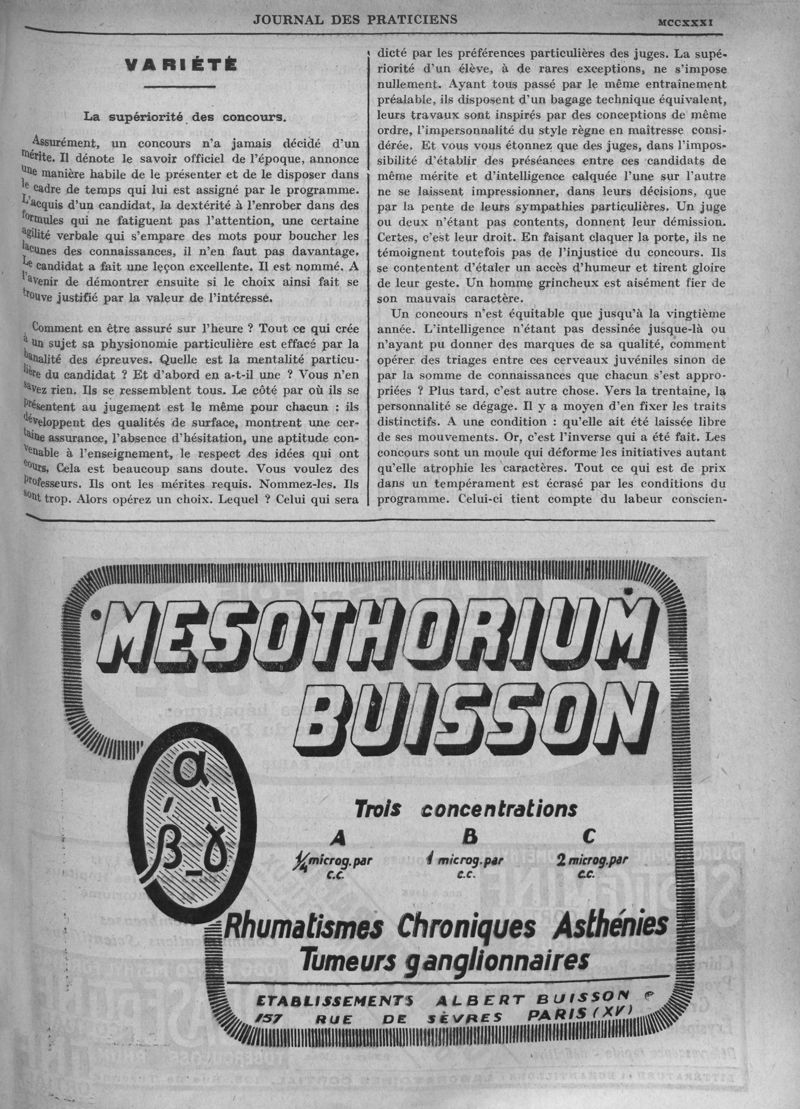 JOURNAL DES PRATICIENS
MCCXXXI
VARIÉTÉ
La supériorité des concours.
Assurément, un concours n'a jamais décidé d'un
mérite. Il dénote le savoir officiel de l'époque, annonce
une manière habile de le présenter et de le disposer dans
le cadre de temps qui lui est assigné par le programme.
L'acquis d'un candidat, la dextérité à l'enrober dans des
formules qui ne fatiguent pas l'attention, une certaine
agilité verbale qui s'empare des mots pour boucher les
lacunes des connaissances, il n'en faut pas davantage.
Le candidat a fait une leçon excellente. Il est nommé. A
l'avenir de démontrer ensuite si le choix ainsi fait se
trouve justifié par la valeur de l'intéressé.
Comment en être assuré sur l'heure ? Tout ce qui crée
à un sujet sa physionomie particulière est effacé par la
banalité des épreuves. Quelle est la mentalité particu-
lière du candidat ? Et d'abord en a-t-il une ? Vous n'en
savez rien. Ils se ressemblent tous. Le côté par où ils se
présentent au jugement est le même pour chacun : ils
développent des qualités de surface, montrent une cer-
taine assurance, l'absence d'hésitation, une aptitude con-
venable à l'enseignement, le respect des idées qui ont
cours, Cela est beaucoup sans doute. Vous voulez des
professeurs. Ils ont les mérites requis. Nommez-les. Ils
sont trop. Alors opérez un choix. Lequel ? Celui qui sera
dicté par les préférences particulières des juges. La supé-
riorité d'un élève, à de rares exceptions, ne s'impose
nullement. Ayant tous passé par le même entraînement
préalable, ils disposent d'un bagage technique équivalent,
leurs travaux sont inspirés par des conceptions de même
ordre, l'impersonnalité du style règne en maîtresse consi-
dérée. Et vous vous étonnez que des juges, dans l'impos-
sibilité d'établir des préséances entre ces candidats de
même mérite et d'intelligence calquée l'une sur l'autre
ne se laissent impressionner, dans leurs décisions, que
par la pente de leurs sympathies particulières. Un juge
ou deux n'étant pas contents, donnent leur démission.
Certes, c'est leur droit. En faisant claquer la porte, ils ne
témoignent toutefois pas de l'injustice du concours. Ils
se contentent d'étaler un accès d'humeur et tirent gloire
de leur geste. Un homme grincheux est aisément fier de
son mauvais caractère.
Un concours n'est équitable que jusqu'à la vingtième
année. L'intelligence n'étant pas dessinée jusque-là ou
n'ayant pu donner des marques de sa qualité, comment
opérer des triages entre ces cerveaux juvéniles sinon de
par la somme de connaissances que chacun s'est appro-
priées ? Plus tard, c'est autre chose. Vers la trentaine, la
personnalité se dégage. Il y a moyen d'en fixer les traits
distinctifs. A une condition : qu'elle ait été laissée libre
de ses mouvements. Or, c'est l'inverse qui a été fait. Les
concours sont un moule qui déforme les initiatives autant
qu'elle atrophie les caractères. Tout ce qui est de prix
dans un tempérament est écrasé par les conditions du
programme. Celui-ci tient compte du labeur conscien-
MESOTHORIUM
BUISSON
α
β_γ
Trois concentrations
A B C
1/4 microg. par 1 microg. par 2 microg. par
c.c. c.c. c.c.
Rhumatismes Chroniques Asthénies
Tumeurs ganglionnaires
ETABLISSEMENTS ALBERT BUISSON
157 RUE DE SÈVRES PARIS (XV)